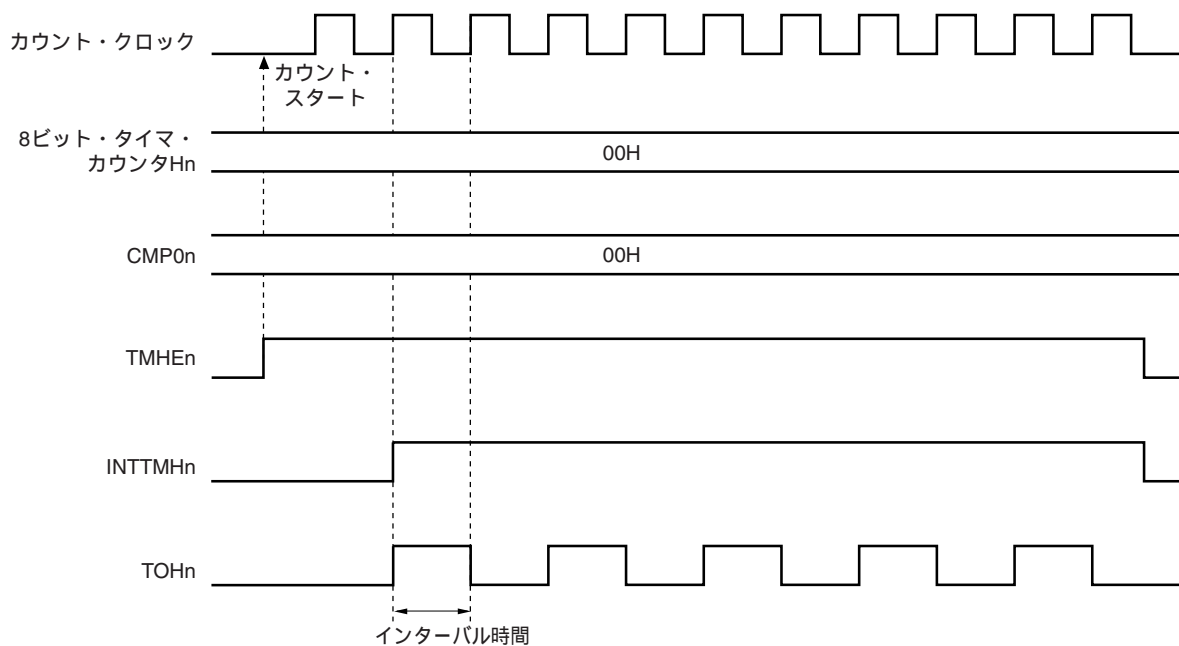 カウント・クロック
カウント・
スタート
8ビット・タイマ・
カウンタHn
00H
CMP0n
00H
TMHEn
INTTMHn
TOHn
インターバル時間